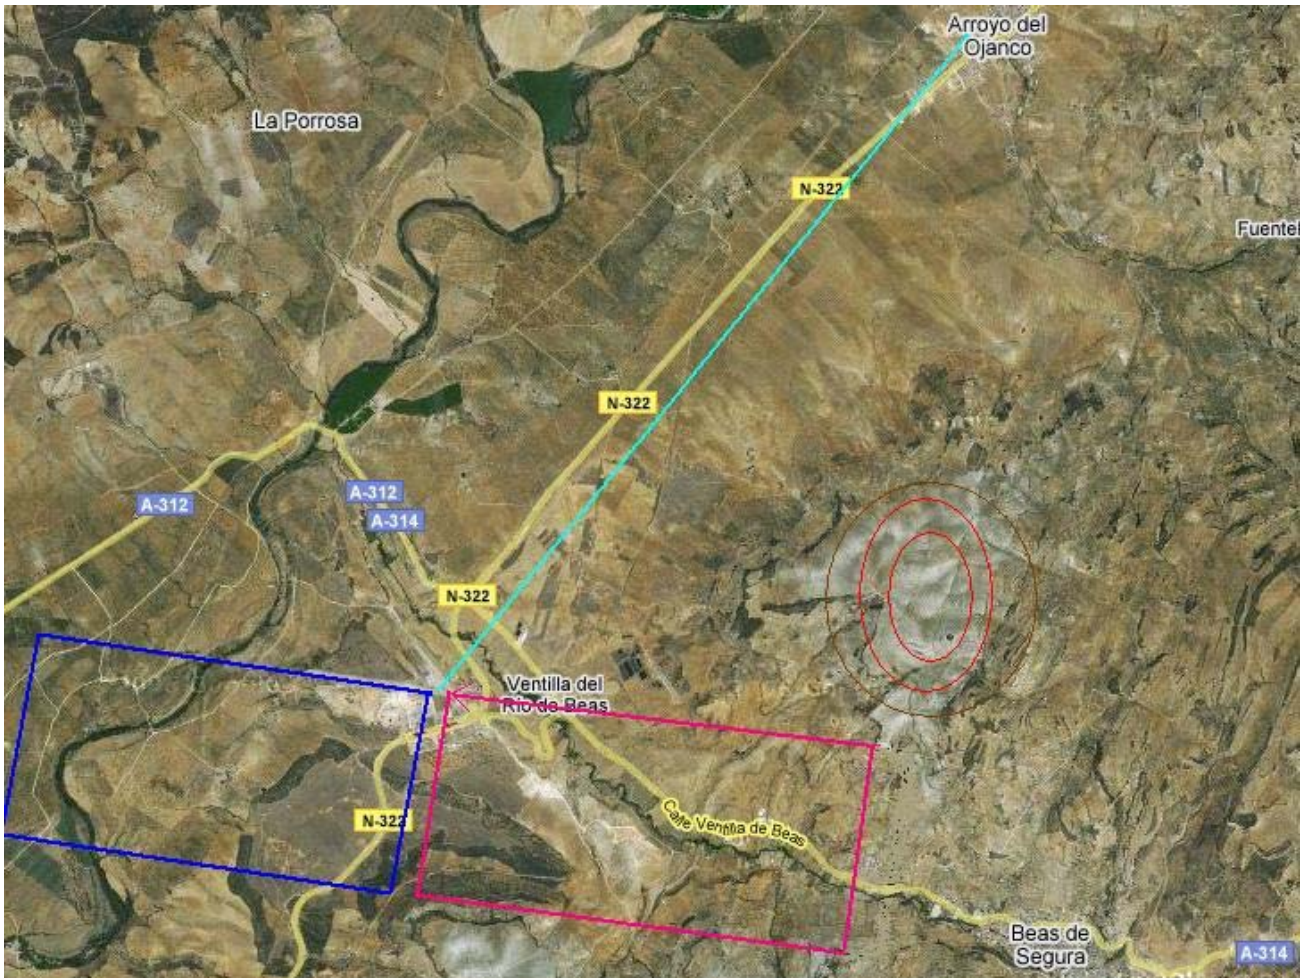 Arroyo del
Ojanco
La Porrosa
N-322
Fuentel
N-322
A-312
A-312
A-314
N-322
Ventilla del
Río de Beas
N-322
Calle Ventilla de Beas
Beas de
Segura
A-314